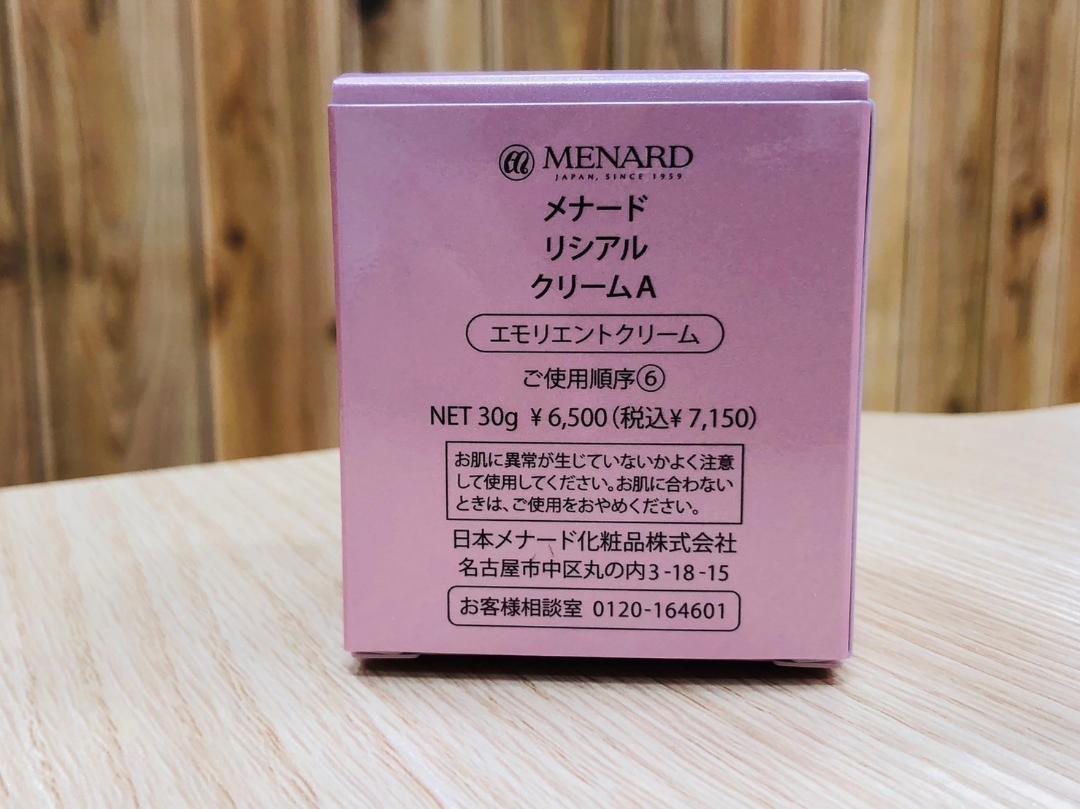 MENARD
JAPAN, SINCE 1959
メナード
リシアル
クリームA
エモリエントクリーム
ご使用順序⑥
NET 30g ¥6,500(税込¥7,150)
お肌に異常が生じていないかよく注意
して使用してください。お肌に合わない
ときは、ご使用をおやめください。
日本メナード化粧品株式会社
名古屋市中区丸の内3-18-15
お客様相談室 0120-164601